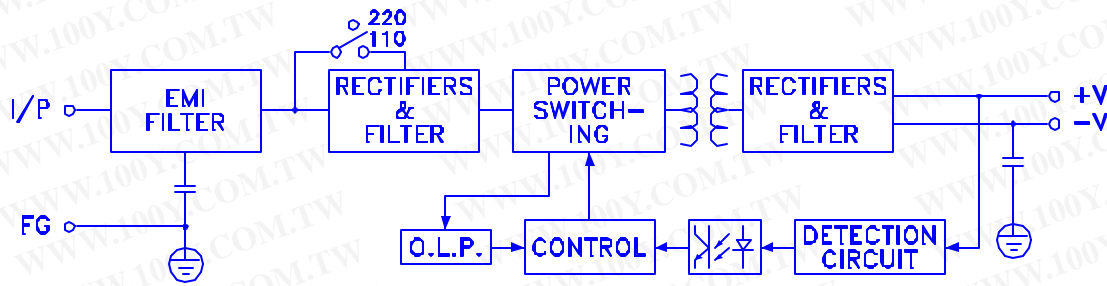 220
110
I/P
EMI
FILTER
RECTIFIERS
&
FILTER
POWER
SWITCH-
ING
RECTIFIERS
&
FILTER
+V
-V
FG
O.L.P.
CONTROL
DETECTION
CIRCUIT
WWW.100Y.COM.TW